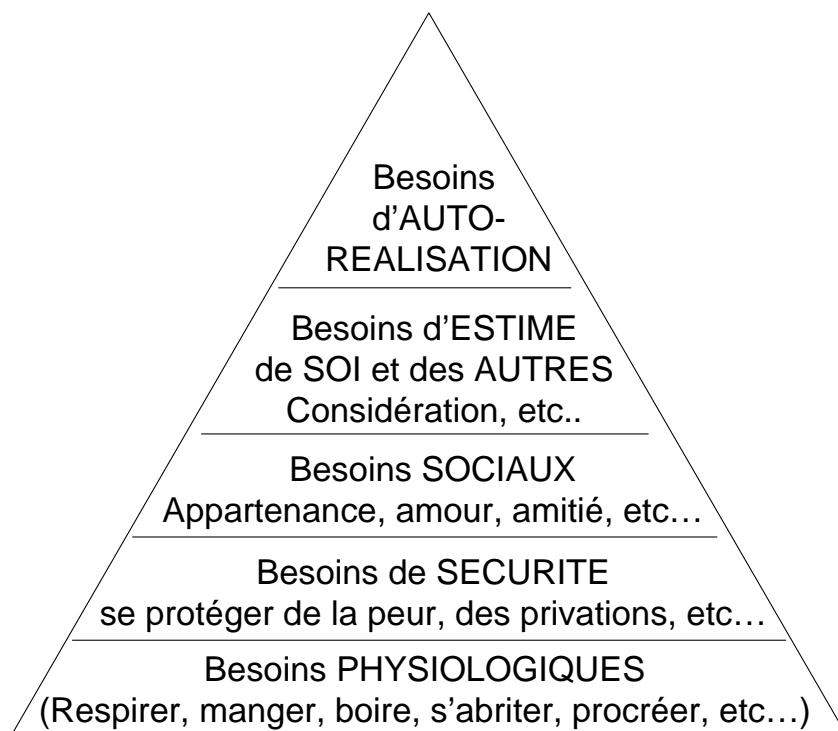 Besoins
d’AUTO-
REALISATION
Besoins d’ESTIME
de SOI et des AUTRES
Considération, etc..
Besoins SOCIAUX
Appartenance, amour, amitié, etc…
Besoins de SECURITE
se protéger de la peur, des privations, etc…
Besoins PHYSIOLOGIQUES
(Respirer, manger, boire, s’abriter, procréer, etc…)